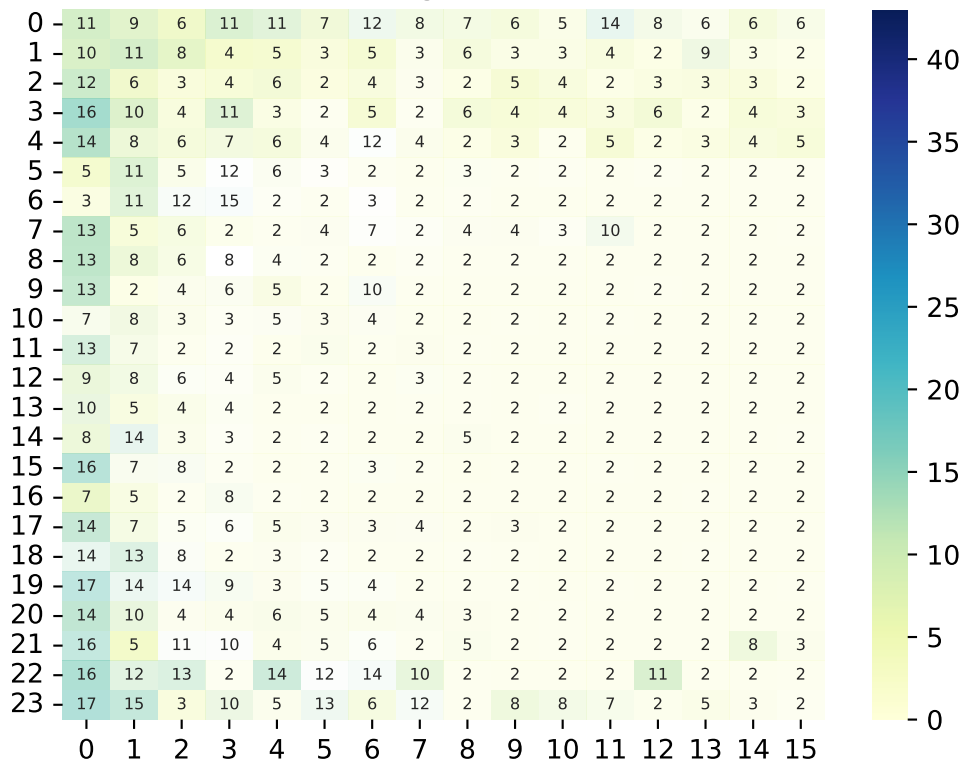 0 11 9 6 11 11 7 12 8 7 6 5 14 8 6 6 6
1 10 11 8 4 5 3 5 3 6 3 3 4 2 9 3 2
2 12 6 3 4 6 2 4 3 2 5 4 2 3 3 3 2
3 16 10 4 11 3 2 5 2 6 4 4 3 6 2 4 3
4 14 8 6 7 6 4 12 4 2 3 2 5 2 3 4 5
5 5 11 5 12 6 3 2 2 3 2 2 2 2 2 2 2
6 3 11 12 15 2 2 3 2 2 2 2 2 2 2 2 2
7 13 5 6 2 2 4 7 2 4 4 3 10 2 2 2 2
8 13 8 6 8 4 2 2 2 2 2 2 2 2 2 2 2
9 13 2 4 6 5 2 10 2 2 2 2 2 2 2 2 2
10 7 8 3 3 5 3 4 2 2 2 2 2 2 2 2 2
11 13 7 2 2 2 5 2 3 2 2 2 2 2 2 2 2
12 9 8 6 4 5 2 2 3 2 2 2 2 2 2 2 2
13 10 5 4 4 2 2 2 2 2 2 2 2 2 2 2 2
14 8 14 3 3 2 2 2 2 5 2 2 2 2 2 2 2
15 16 7 8 2 2 2 3 2 2 2 2 2 2 2 2 2
16 7 5 2 8 2 2 2 2 2 2 2 2 2 2 2 2
17 14 7 5 6 5 3 3 4 2 3 2 2 2 2 2 2
18 14 13 8 2 3 2 2 2 2 2 2 2 2 2 2 2
19 17 14 14 9 3 5 4 2 2 2 2 2 2 2 2 2
20 14 10 4 4 6 5 4 4 3 2 2 2 2 2 2 2
21 16 5 11 10 4 5 6 2 5 2 2 2 2 2 8 3
22 16 12 13 2 14 12 14 10 2 2 2 2 11 2 2 2
23 17 15 3 10 5 13 6 12 2 8 8 7 2 5 3 2
0 1 2 3 4 5 6 7 8 9 10 11 12 13 14 15
40
35
30
25
20
15
10
5
0